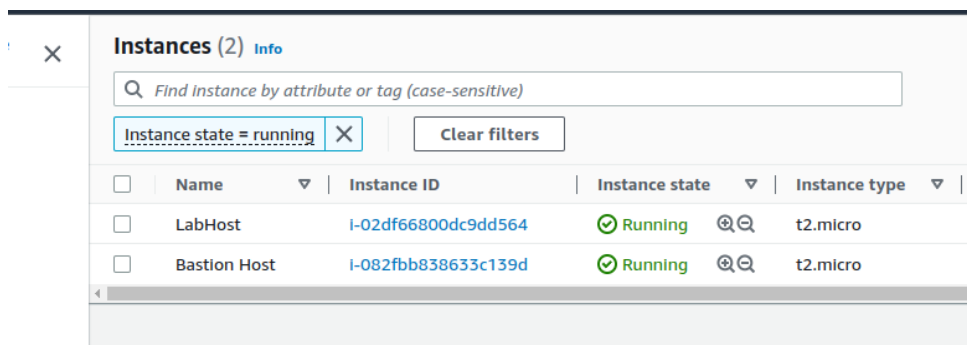 Instances (2) Info
Find instance by attribute or tag (case-sensitive)
Instance state = running Clear filters
Name Instance ID Instance state Instance type
LabHost i-02df66800dc9dd564 Running t2.micro
Bastion Host i-082fbb838633c139d Running t2.micro